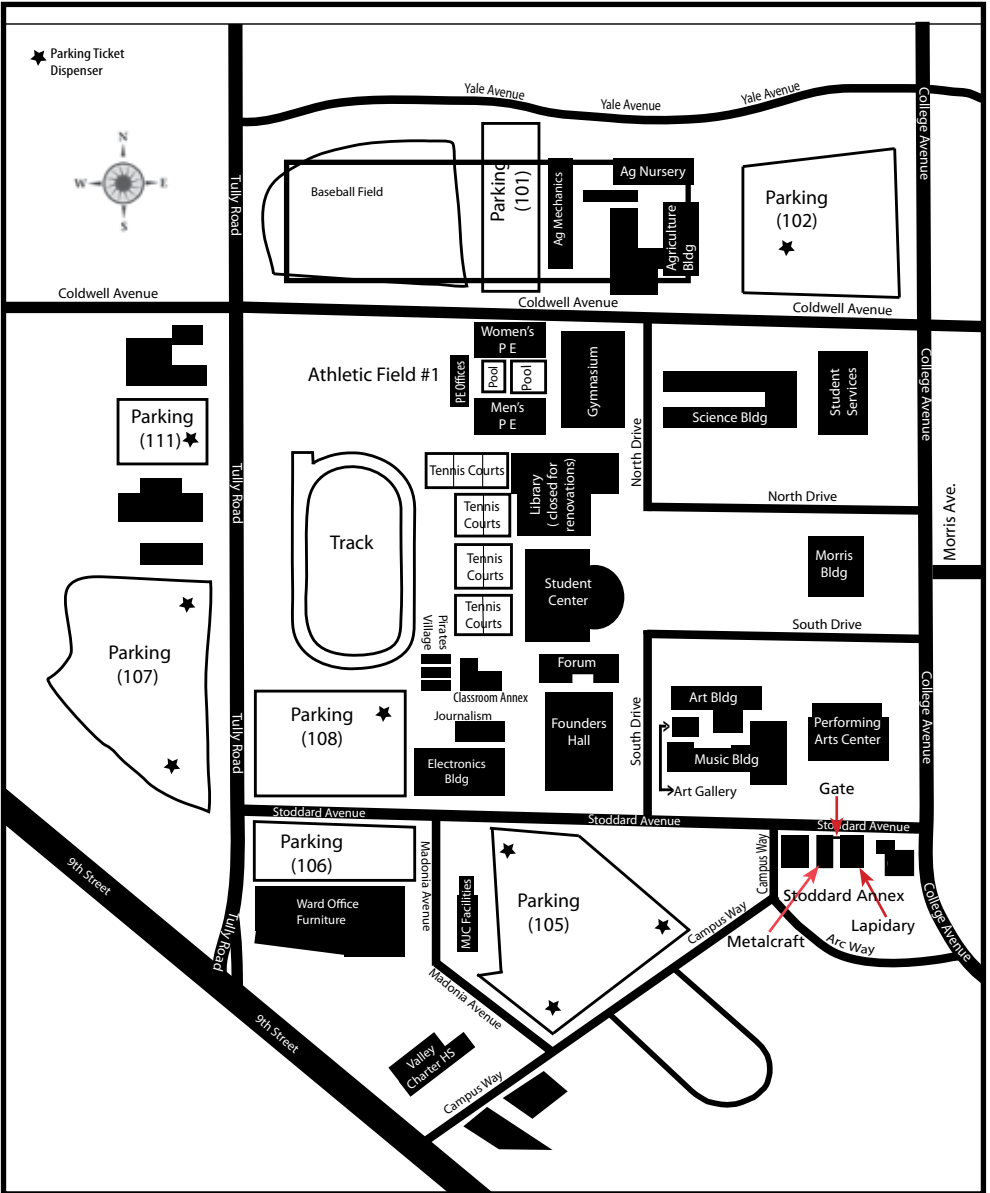 Parking Ticket
Dispenser
N
W
E
S
Yale Avenue
Yale Avenue
Yale Avenue
College Avenue
Tully Road
Baseball Field
Parking
(101)
Ag Mechanics
Ag Nursery
Agriculture
Bldg
Parking
(102)
Coldwell Avenue
Coldwell Avenue
Coldwell Avenue
Athletic Field #1
PE Offices
Women's
P E
Pool
Pool
Men's
P E
Gymnasium
North Drive
Science Bldg
Student
Services
College Avenue
Parking
(111)
Tully Road
Tennis Courts
Library
( closed for
renovations)
Tennis
Courts
North Drive
Morris Ave.
Track
Tennis
Courts
Student
Center
Morris
Bldg
Tennis
Courts
South Drive
Pirates
Village
Parking
(107)
Forum
Classroom Annex
Journalism
Art Bldg
College Avenue
Tully Road
Parking
(108)
Founders
Hall
South Drive
Performing
Arts Center
Electronics
Bldg
Music Bldg
Art Gallery
Gate
Stoddard Avenue
Stoddard Avenue
Stoddard Avenue
Parking
(106)
Madonia Avenue
Campus Way
9th Street
Ward Office
Furniture
MJC Facilities
Parking
(105)
Stoddard Annex
Lapidary
Metalcraft
Campus Way
Arc Way
College Avenue
Tully Road
Madonia Avenue
9th Street
Valley
Charter HS
Campus Way